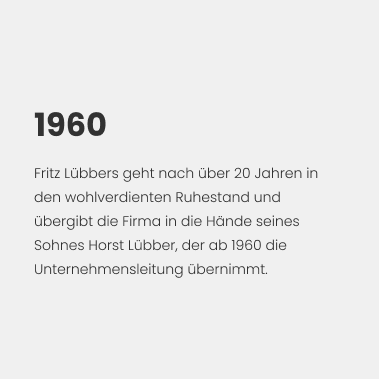 1960
Fritz Lübbers geht nach über 20 Jahren in
den wohlverdienten Ruhestand und
übergibt die Firma in die Hände seines
Sohnes Horst Lübber, der ab 1960 die
Unternehmensleitung übernimmt.